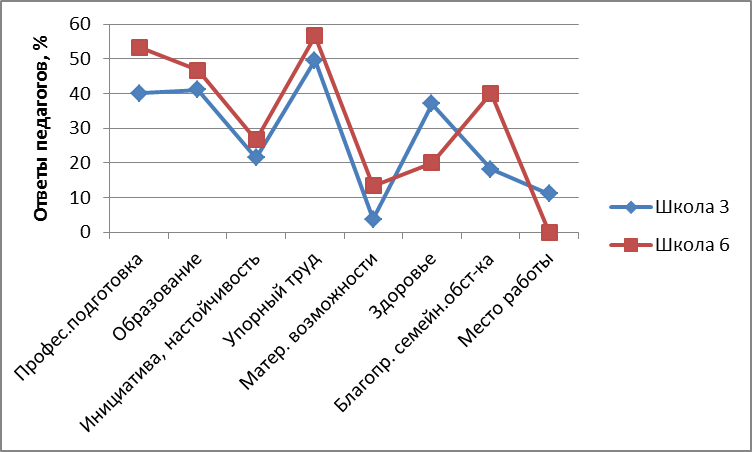 Ответы педагогов, %
60
50
40
30
20
10
0
Профес.подготовка
Образование
Инициатива, настойчивость
Упорный труд
Матер. возможности
Здоровье
Благопр. семейн.обст-ка
Место работы
Школа 3
Школа 6